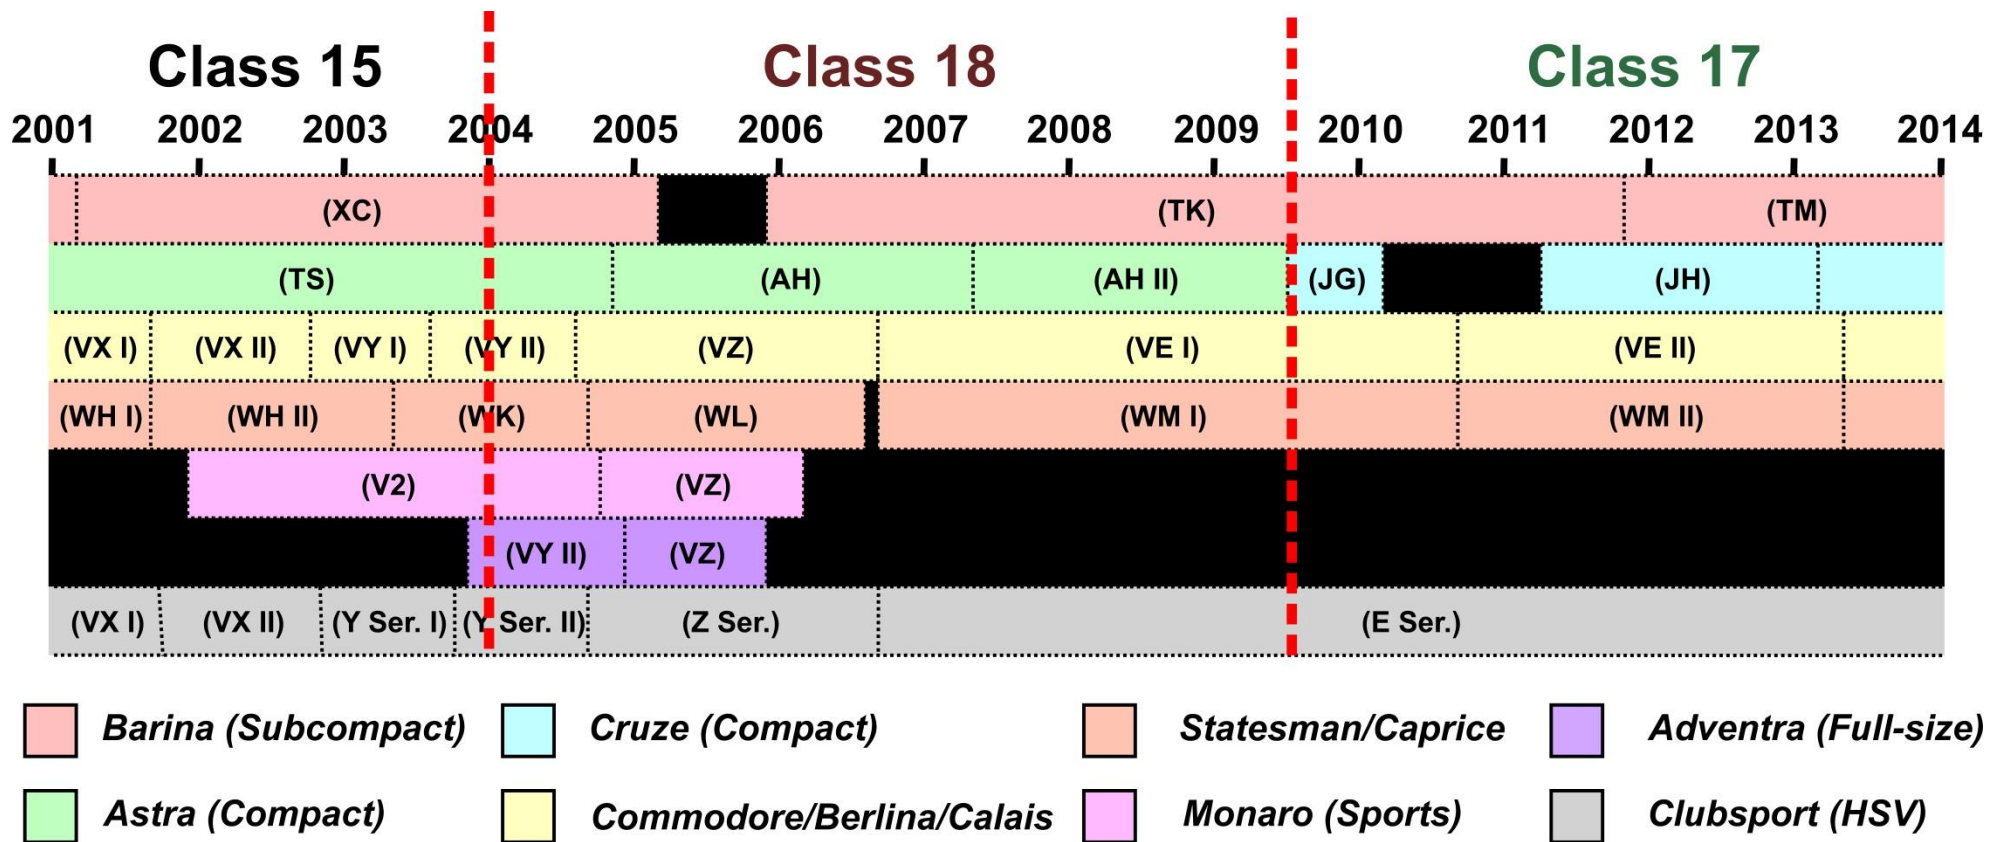 Class 15 Class 18 Class 17
2001 2002 2003 2004 2005 2006 2007 2008 2009 2010 2011 2012 2013 2014
(XC) (TK) (TM)
(TS) (AH) (AH II) (JG) (JH)
(VX I) (VX II) (VY I) (VY II) (VZ) (VE I) (VE II)
(WH I) (WH II) (WK) (WL) (WM I) (WM II)
(V2) (VZ)
(VY II) (VZ)
(VX I) (VX II) (Y Ser. I) (Y Ser. II) (Z Ser.) (E Ser.)
Barina (Subcompact) Cruze (Compact) Statesman/Caprice Adventra (Full-size)
Astra (Compact) Commodore/Berlina/Calais Monaro (Sports) Clubsport (HSV)